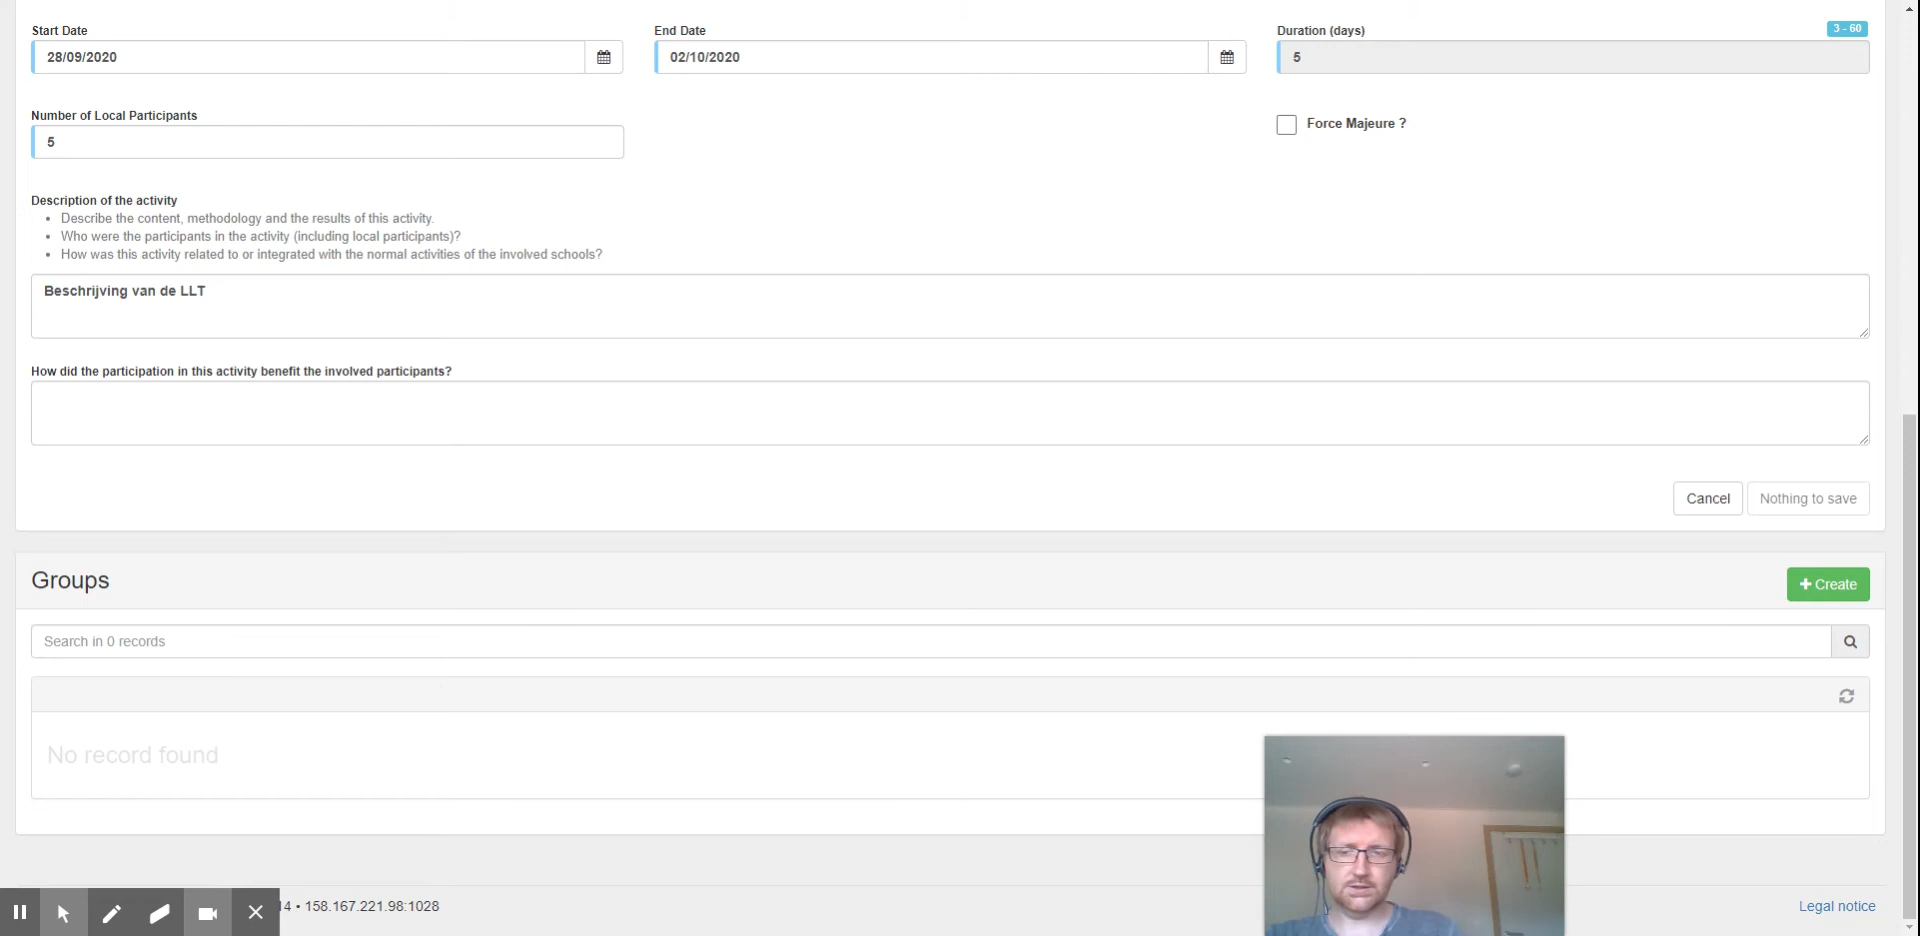 Start Date
End Date
Duration (days)
3 - 60
28/09/2020
02/10/2020
5
Number of Local Participants
5
Force Majeure ?
Description of the activity
Describe the content, methodology and the results of this activity.
Who were the participants in the activity (including local participants)?
How was this activity related to or integrated with the normal activities of the involved schools?
Beschrijving van de LLT
How did the participation in this activity benefit the involved participants?
Cancel
Nothing to save
Groups
+ Create
Search in 0 records
No record found
14 • 158.167.221.98:1028
Legal notice